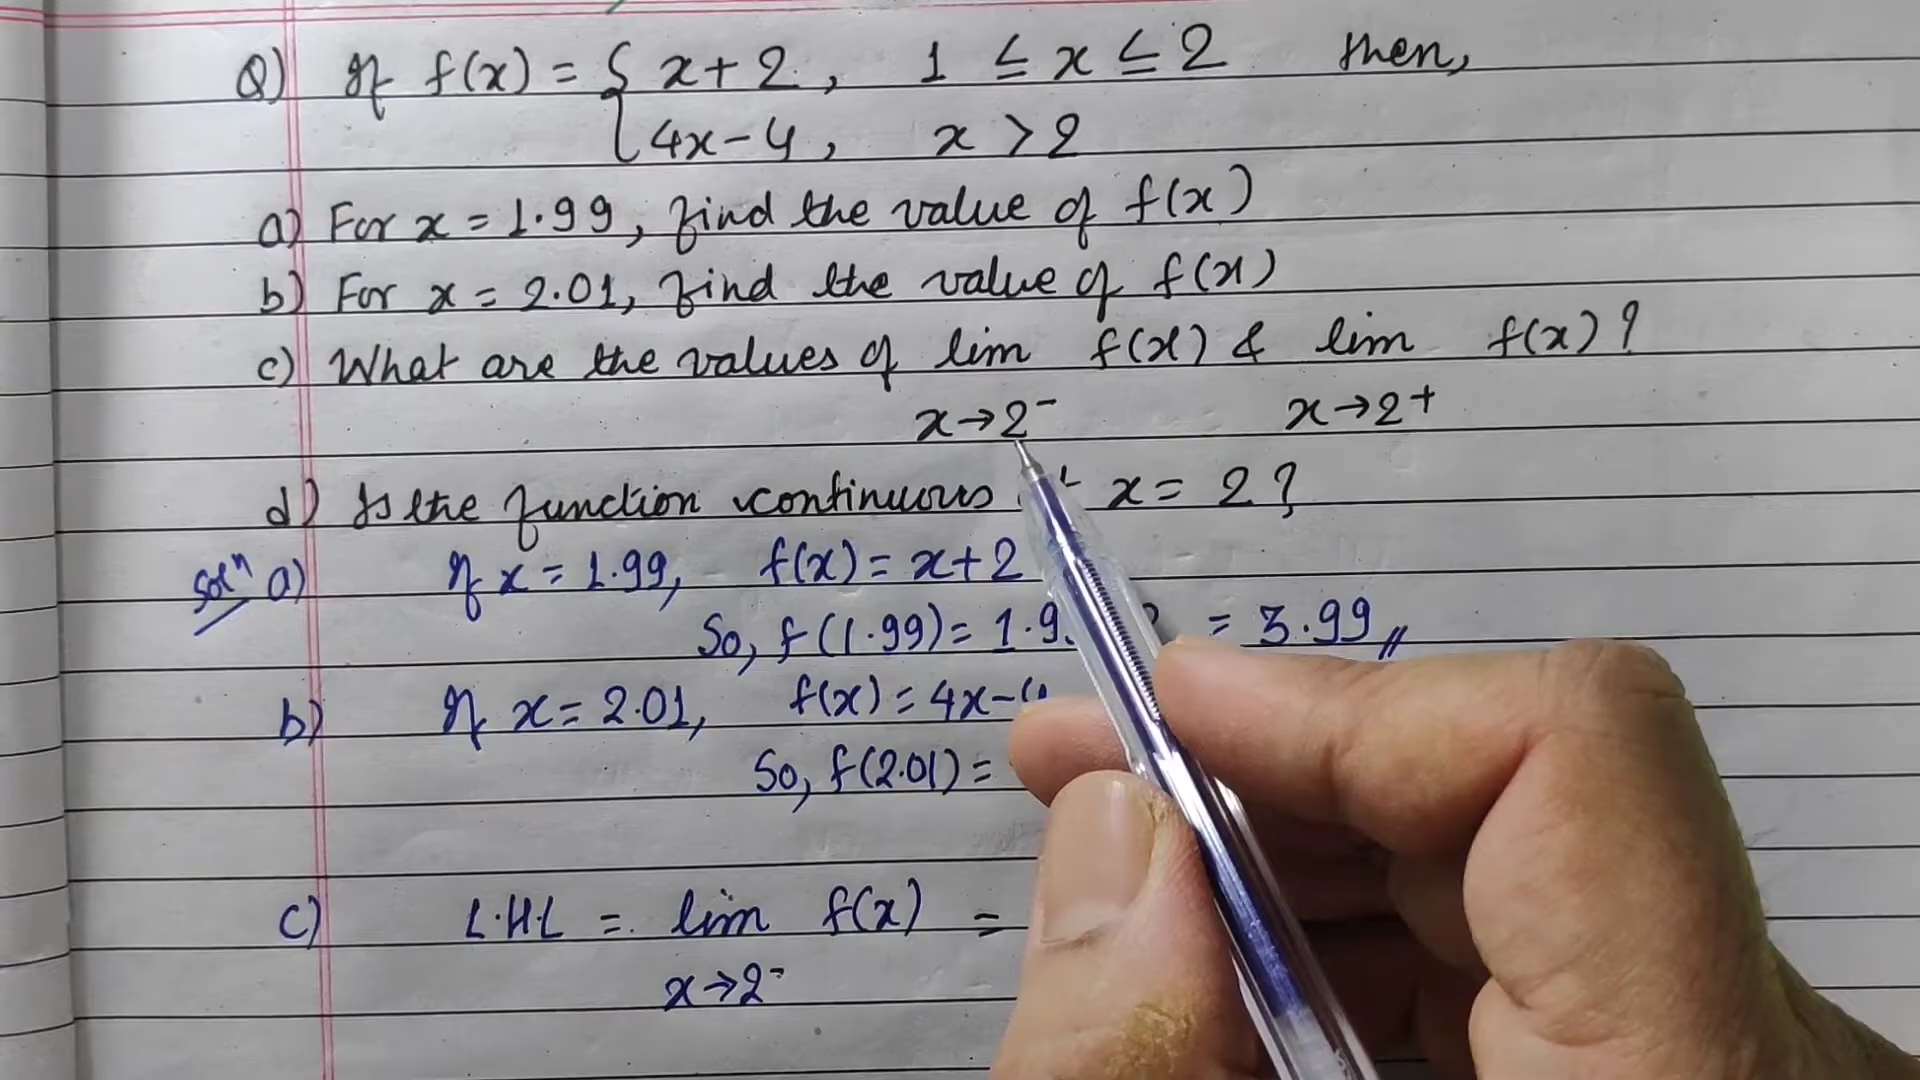 Q) If f(x) = { x+2, 1 ≤ x ≤ 2 then,
4x-4, x > 2
a) For x = 1.99, find the value of f(x)
b) For x = 2.01, find the value of f(x)
c) What are the values of lim f(x) & lim f(x)?
x→2⁻ x→2⁺
d) Is the function continuous x = 2?
Solⁿ a) If x = 1.99, f(x) = x+2
So, f(1.99) = 1.9 = 3.99
b) If x = 2.01, f(x) = 4x-
So, f(2.01) =
c) L.H.L = lim f(x) =
x→2⁻